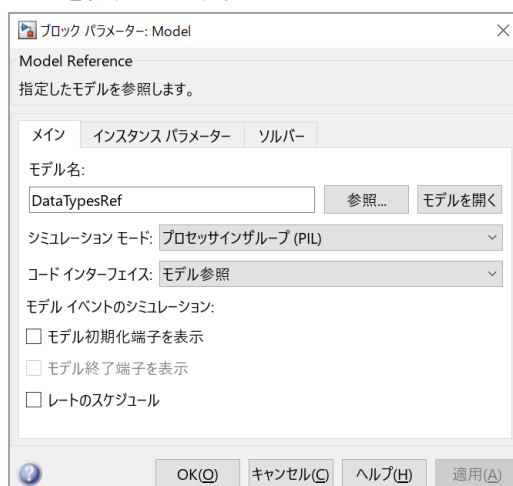 ブロック パラメーター: Model
Model Reference
指定したモデルを参照します。
メイン インスタンス パラメーター ソルバー
モデル名:
DataTypesRef 参照... モデルを開く
シミュレーション モード: プロセッサインザループ (PIL)
コード インターフェイス: モデル参照
モデル イベントのシミュレーション:
モデル初期化端子を表示
モデル終了端子を表示
レートのスケジュール
OK(O) キャンセル(C) ヘルプ(H) 適用(A)